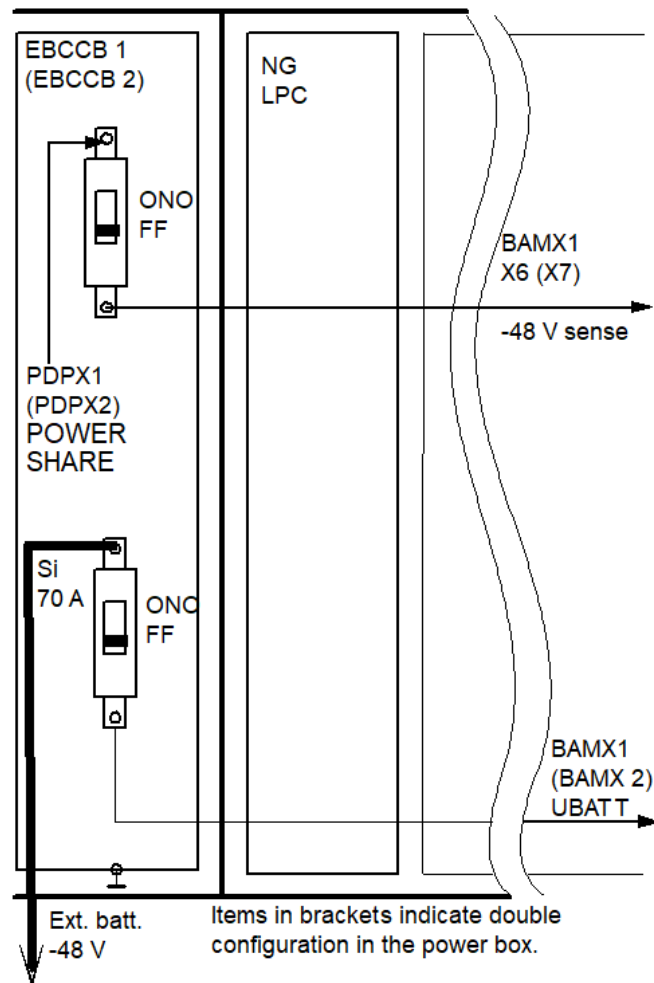 EBCCB 1
(EBCCB 2)
NG
LPC
ONO
FF
BAMX1
X6 (X7)
-48 V sense
PDPX1
(PDPX2)
POWER
SHARE
Si
70 A
ONO
FF
BAMX1
(BAMX 2)
UBATT
Ext. batt.
-48 V
Items in brackets indicate double
configuration in the power box.